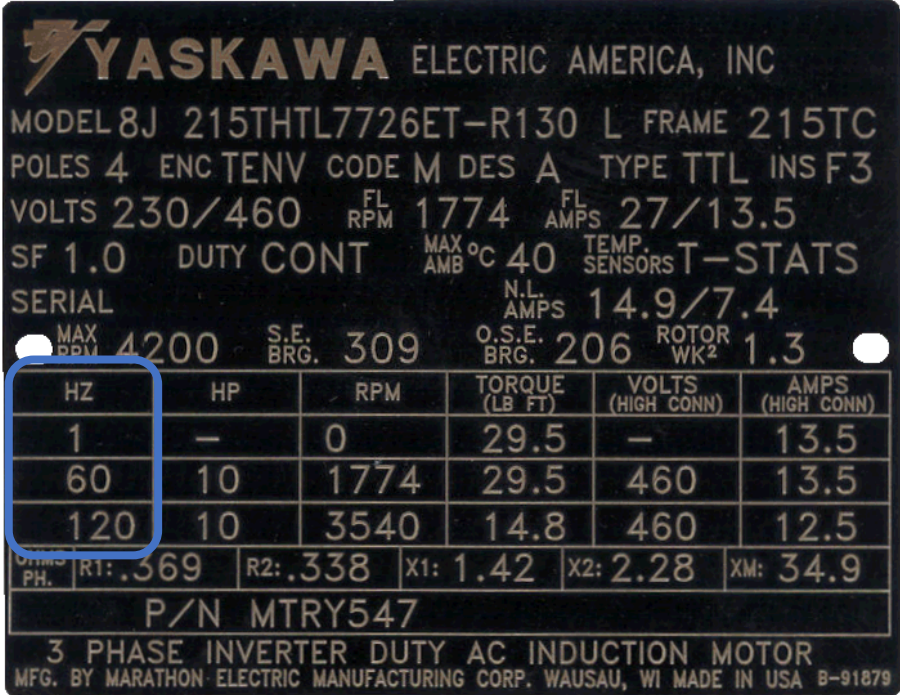 YASKAWA ELECTRIC AMERICA, INC
MODEL 8J 215THTL7726ET-R130 L FRAME 215TC
POLES 4 ENC TENV CODE M DES A TYPE TTL INS F3
VOLTS 230/460 FL RPM 1774 FL AMPS 27/13.5
SF 1.0 DUTY CONT MAX AMB °C 40 TEMP. SENSORS T-STATS
SERIAL N.L. AMPS 14.9/7.4
MAX RPM 4200 S.E. BRG. 309 O.S.E. BRG. 206 ROTOR WK² 1.3
HZ HP RPM TORQUE (LB FT) VOLTS (HIGH CONN) AMPS (HIGH CONN)
1 – 0 29.5 – 13.5
60 10 1774 29.5 460 13.5
120 10 3540 14.8 460 12.5
OHMS PH. R1: .369 R2: .338 X1: 1.42 X2: 2.28 XM: 34.9
P/N MTRY547
3 PHASE INVERTER DUTY AC INDUCTION MOTOR
MFG. BY MARATHON ELECTRIC MANUFACTURING CORP. WAUSAU, WI MADE IN USA B-91879